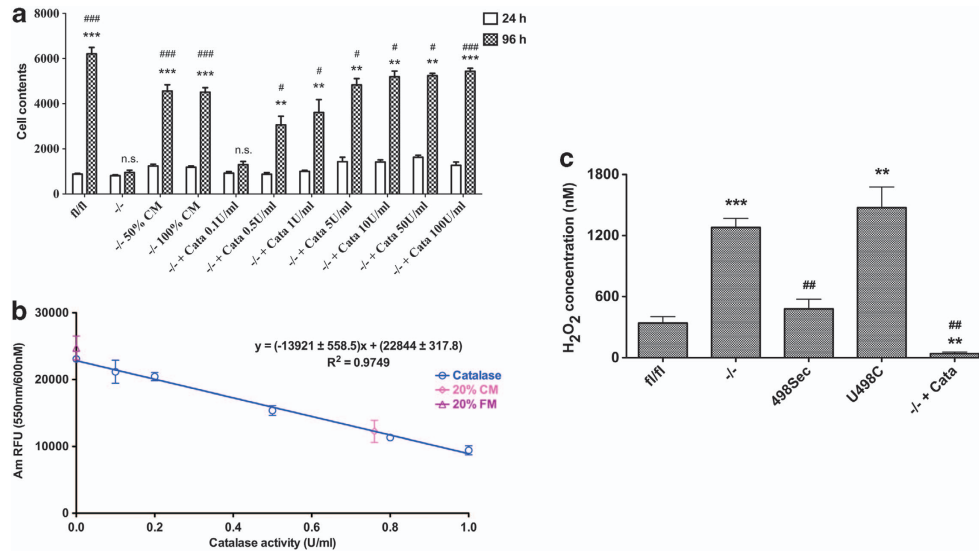 a
24 h
96 h
Cell contents
8000
6000
4000
2000
0
###
***
n.s.
###
***
###
***
n.s.
#
**
#
**
#
**
#
**
#
**
###
***
fl/fl
-/-
-/- 50% CM
-/- 100% CM
-/- + Cata 0.1U/ml
-/- + Cata 0.5U/ml
-/- + Cata 1U/ml
-/- + Cata 5U/ml
-/- + Cata 10U/ml
-/- + Cata 50U/ml
-/- + Cata 100U/ml
b
Am RFU (550nm/600nM)
30000
20000
10000
0
y = (-13921 ± 558.5)x + (22844 ± 317.8)
R² = 0.9749
Catalase
20% CM
20% FM
0.0
0.2
0.4
0.6
0.8
1.0
Catalase activity (U/ml)
c
H₂O₂ concentration (nM)
1800
1200
600
0
***
##
**
##
**
fl/fl
-/-
498Sec
U498C
-/- + Cata